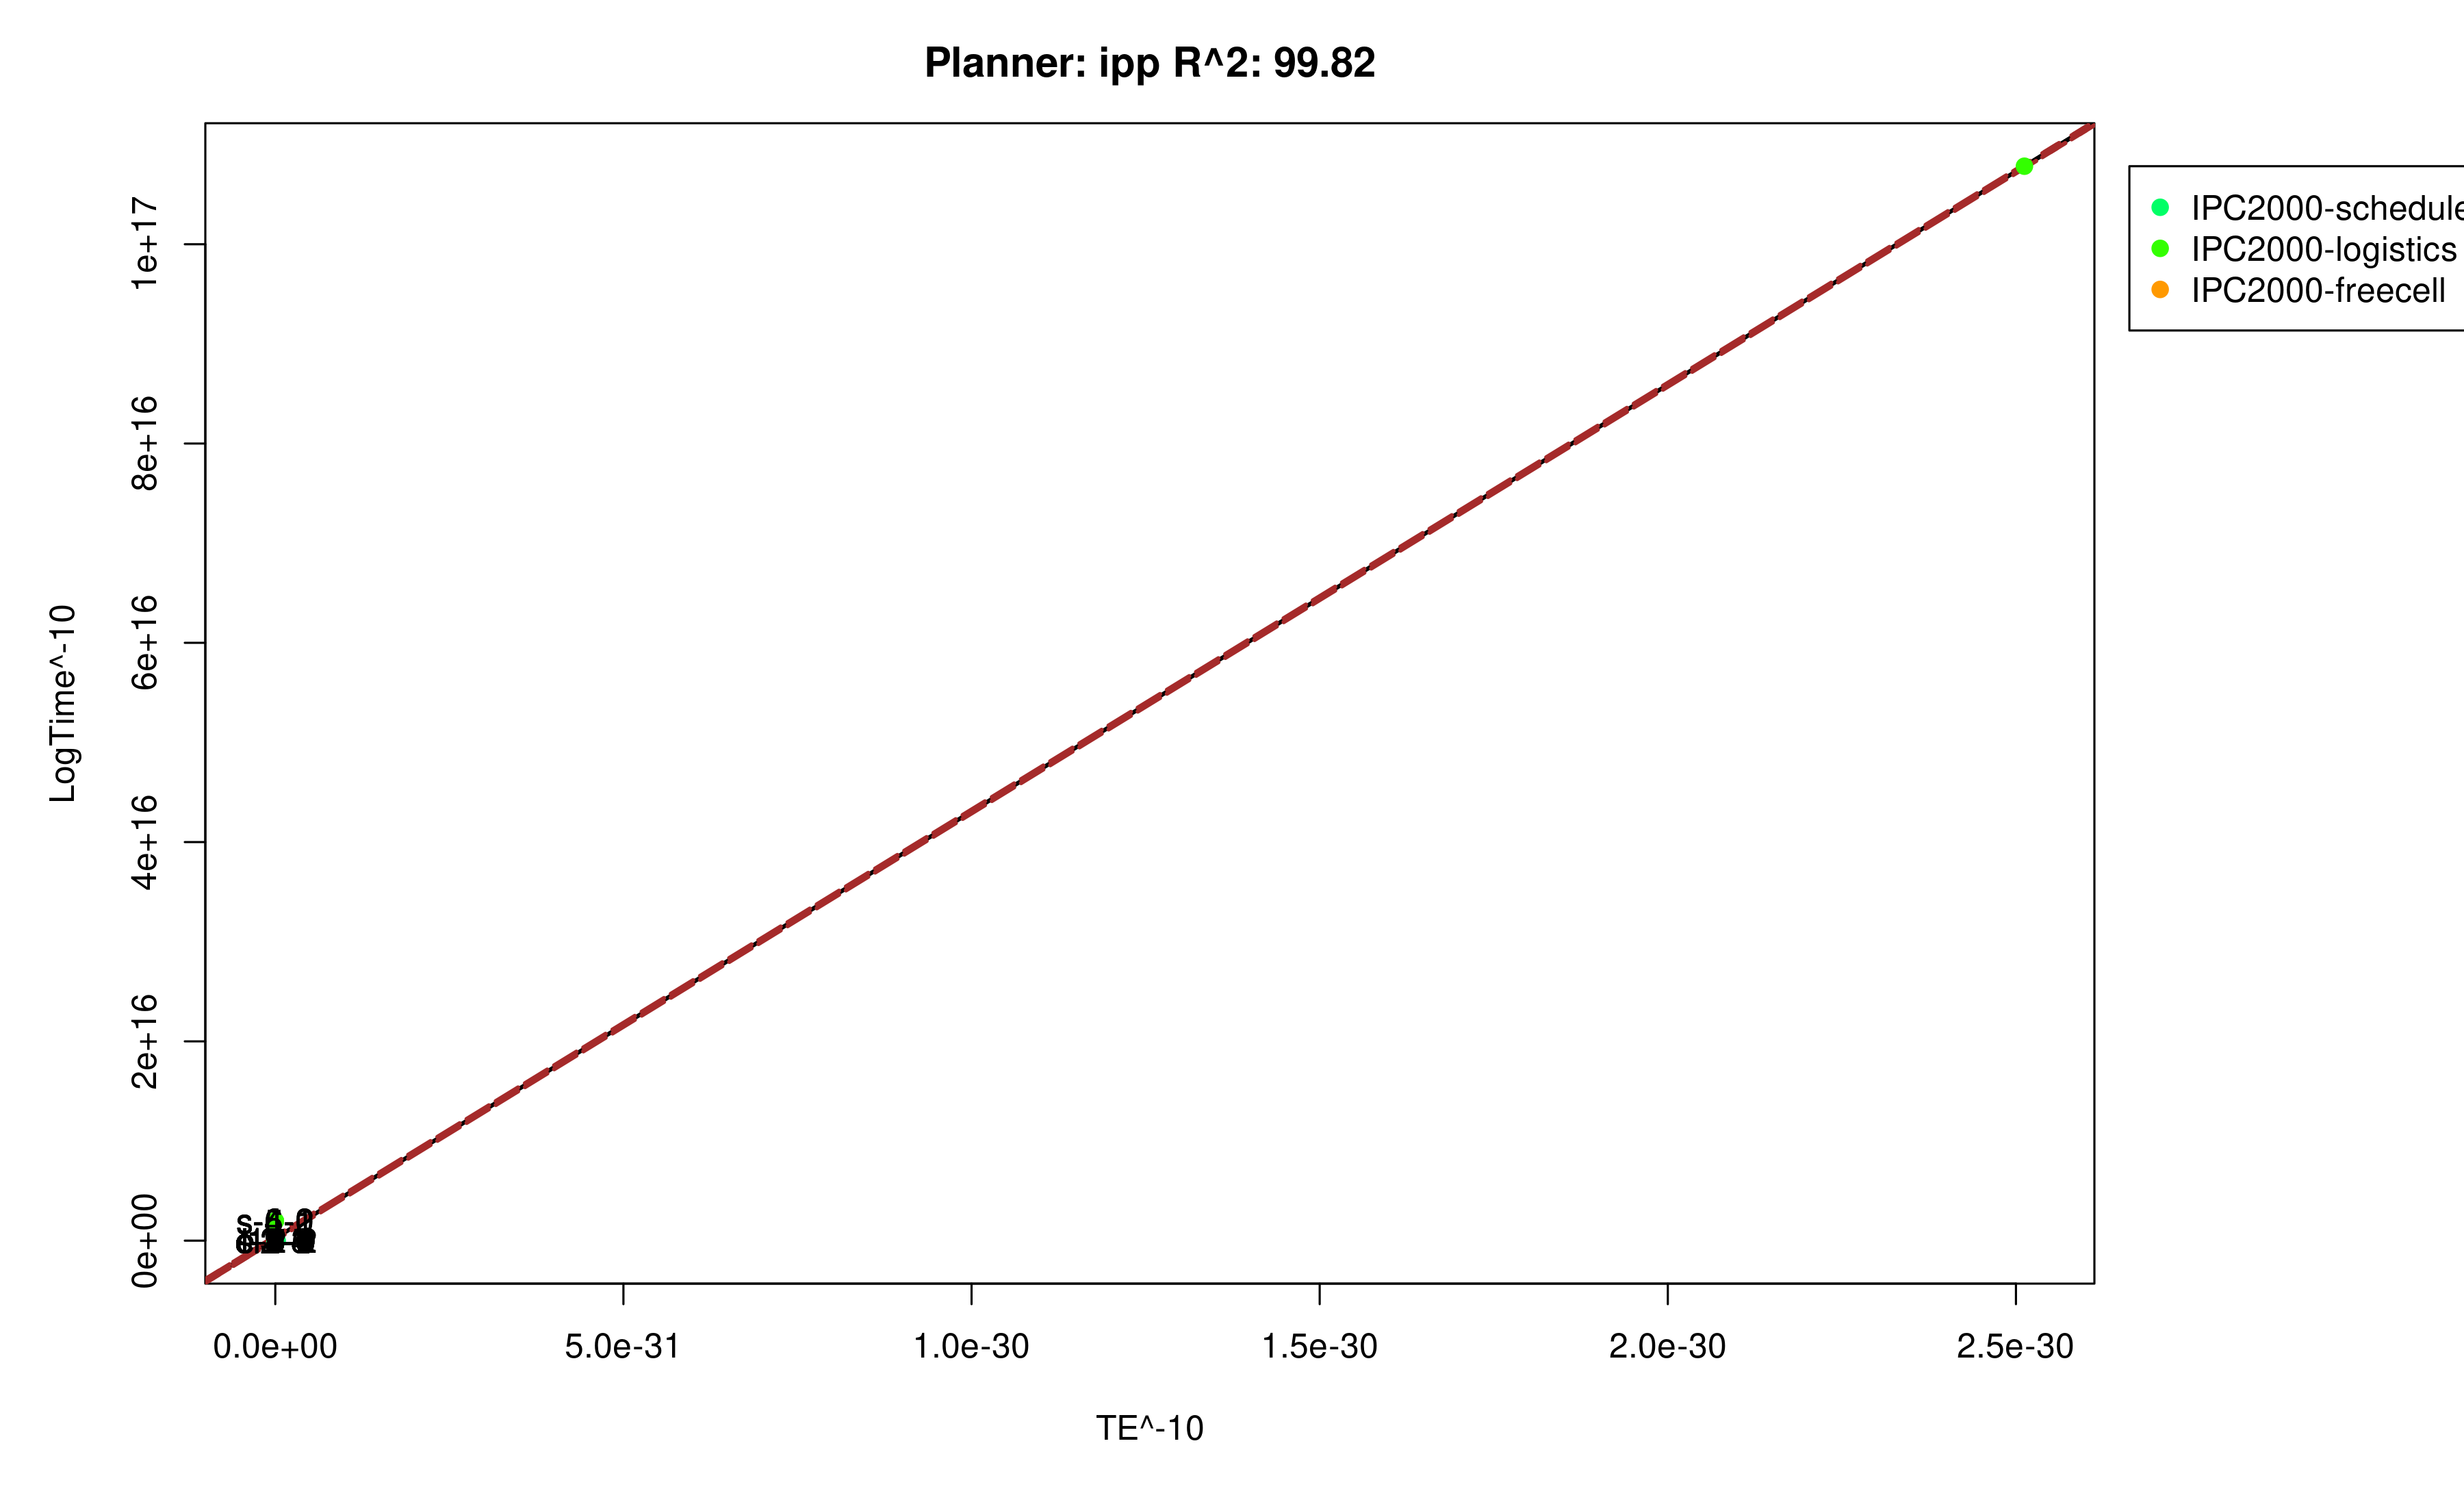 Planner: ipp R^2: 99.82
IPC2000-schedule
IPC2000-logistics
IPC2000-freecell
LogTime^-10
1e+17
8e+16
6e+16
4e+16
2e+16
0e+00
0.0e+00
5.0e-31
1.0e-30
1.5e-30
2.0e-30
2.5e-30
TE^-10